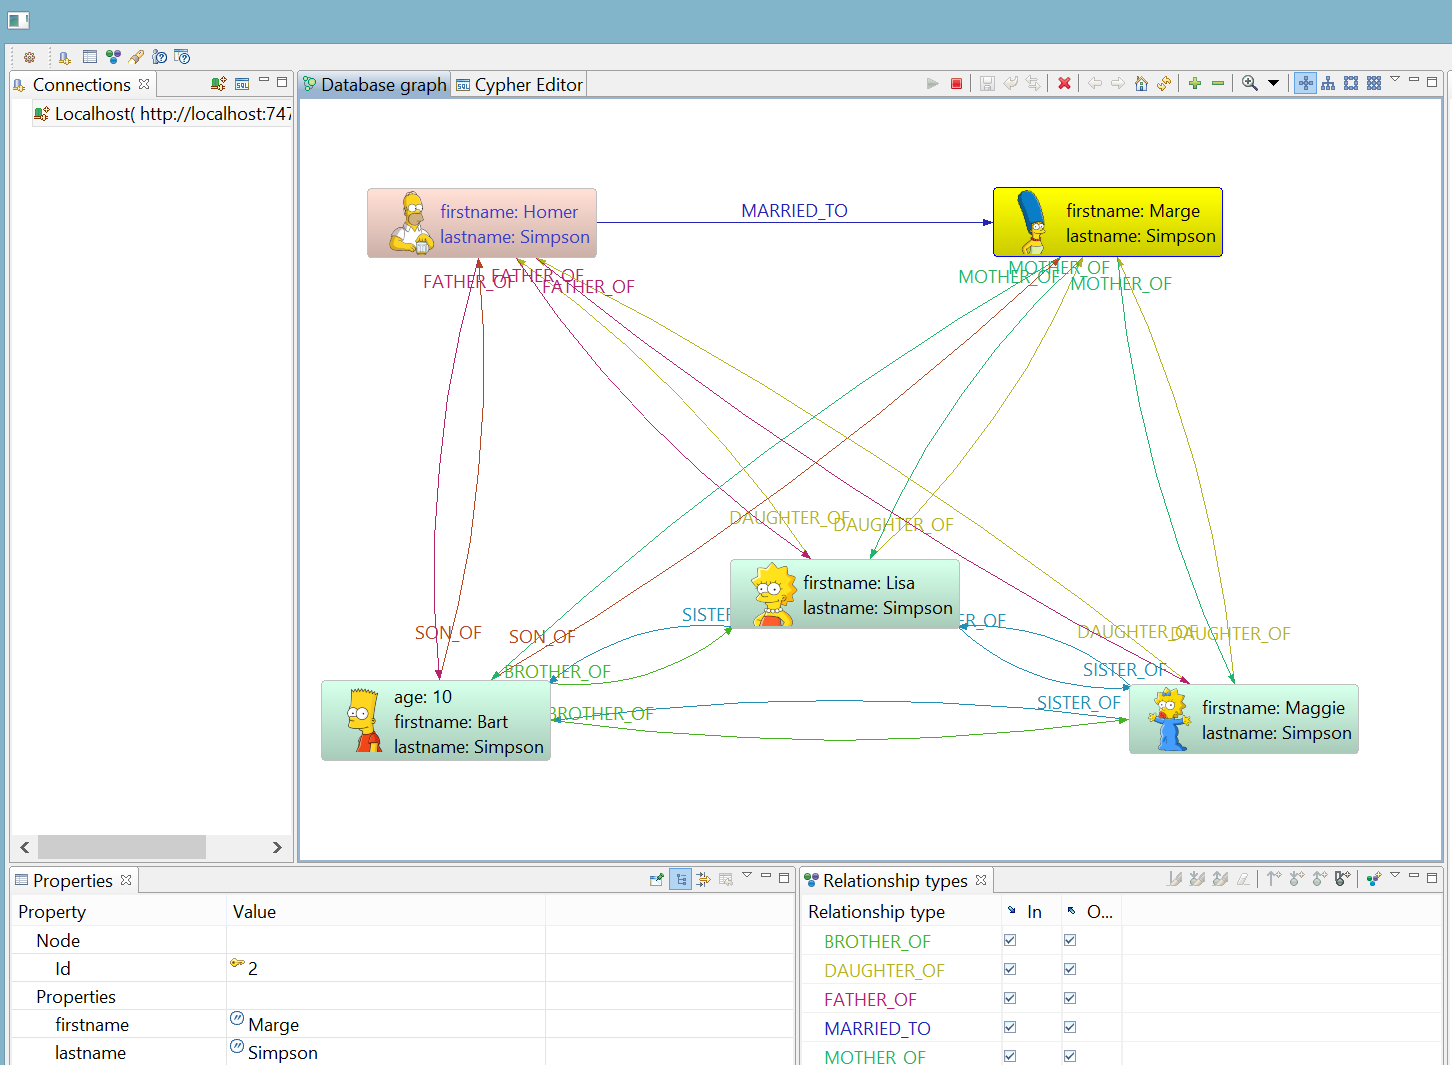 Connections
Database graph
Cypher Editor
Localhost( http://localhost:747
firstname: Homer
lastname: Simpson
MARRIED_TO
firstname: Marge
lastname: Simpson
FATHER_OF
FATHER_OF
FATHER_OF
MOTHER_OF
MOTHER_OF
MOTHER_OF
DAUGHTER_OF
DAUGHTER_OF
firstname: Lisa
lastname: Simpson
SON_OF
SON_OF
DAUGHTER_OF
DAUGHTER_OF
BROTHER_OF
SISTER_OF
SISTER_OF
BROTHER_OF
age: 10
firstname: Bart
lastname: Simpson
firstname: Maggie
lastname: Simpson
Properties
Property Value
Node
Id 2
Properties
firstname Marge
lastname Simpson
Relationship types
Relationship type In O...
BROTHER_OF
DAUGHTER_OF
FATHER_OF
MARRIED_TO
MOTHER_OF